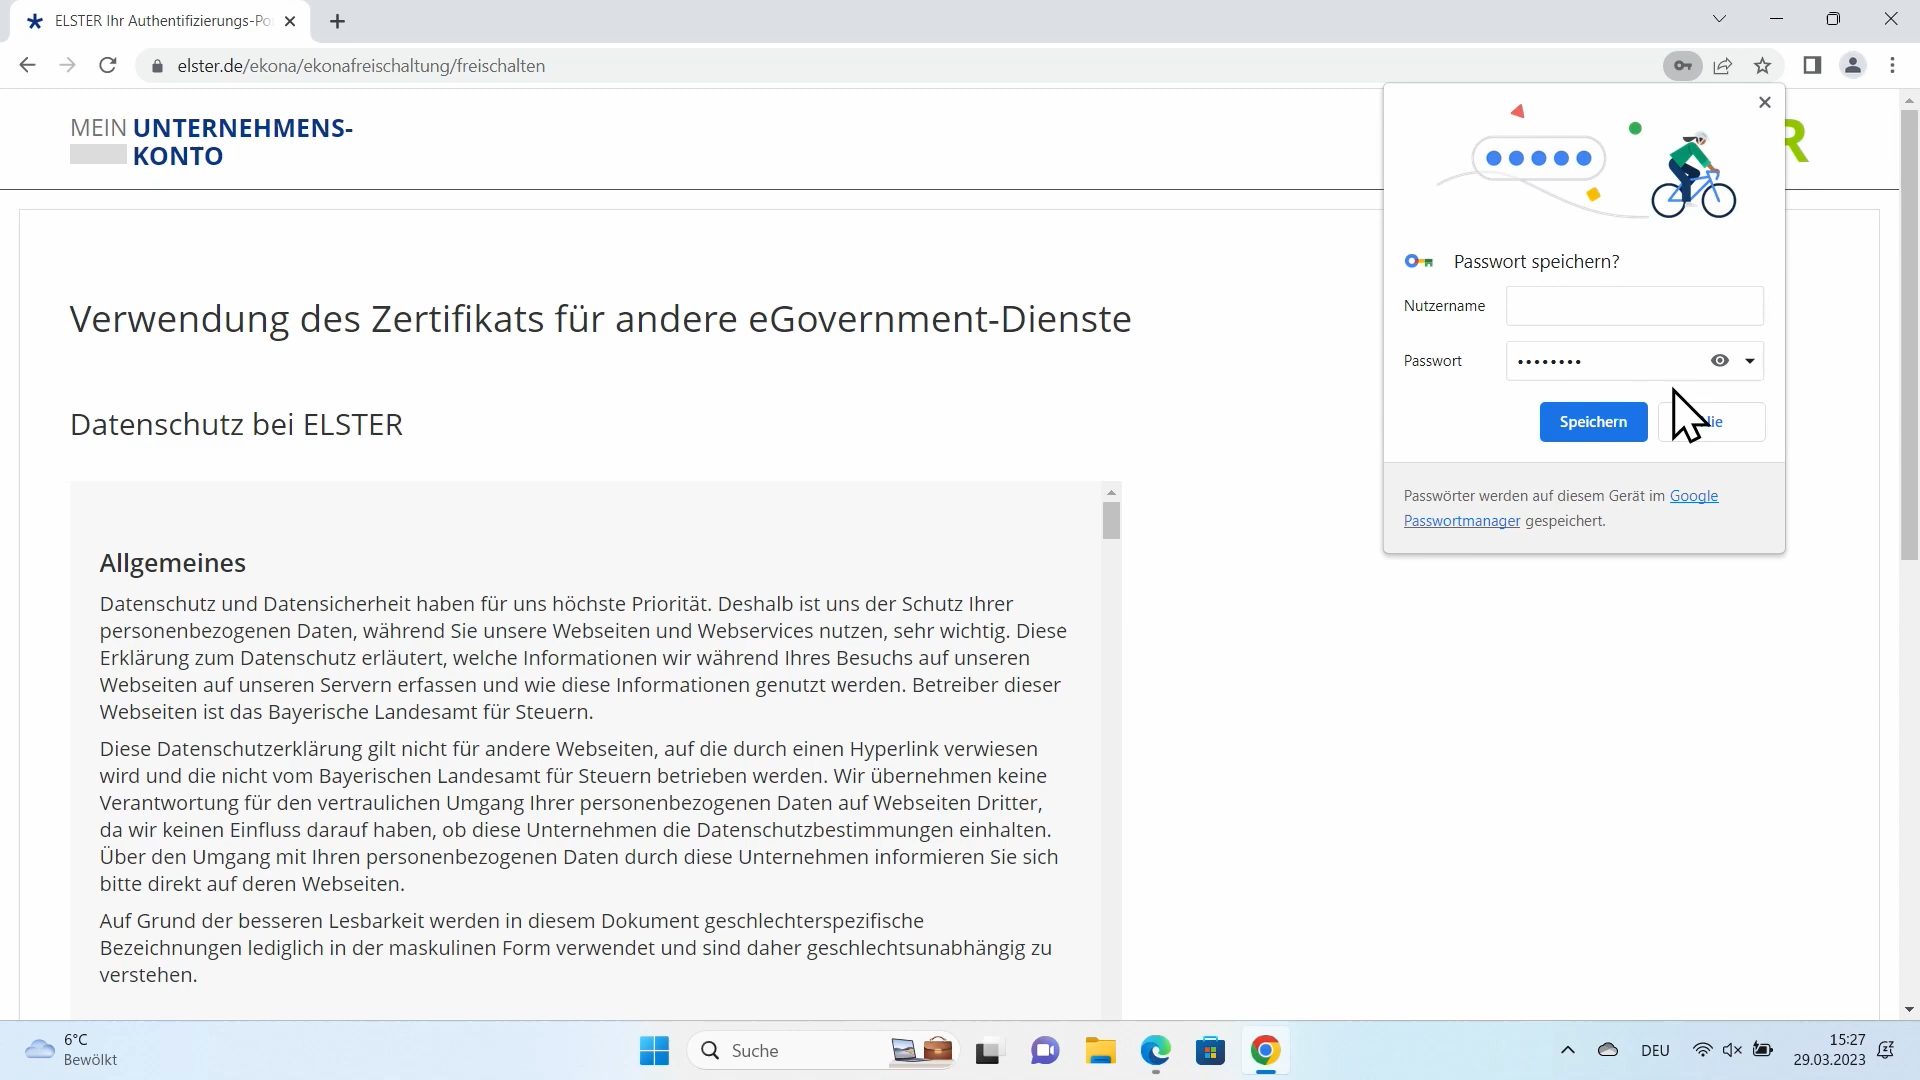 ELSTER Ihr Authentifizierungs-Po
elster.de/ekona/ekonafreischaltung/freischalten
MEIN UNTERNEHMENS-
KONTO
R
Passwort speichern?
Nutzername
Passwort
Speichern
Google
Passwörter werden auf diesem Gerät im Google
Passwortmanager gespeichert.
Verwendung des Zertifikats für andere eGovernment-Dienste
Datenschutz bei ELSTER
Allgemeines
Datenschutz und Datensicherheit haben für uns höchste Priorität. Deshalb ist uns der Schutz Ihrer
personenbezogenen Daten, während Sie unsere Webseiten und Webservices nutzen, sehr wichtig. Diese
Erklärung zum Datenschutz erläutert, welche Informationen wir während Ihres Besuchs auf unseren
Webseiten auf unseren Servern erfassen und wie diese Informationen genutzt werden. Betreiber dieser
Webseiten ist das Bayerische Landesamt für Steuern.
Diese Datenschutzerklärung gilt nicht für andere Webseiten, auf die durch einen Hyperlink verwiesen
wird und die nicht vom Bayerischen Landesamt für Steuern betrieben werden. Wir übernehmen keine
Verantwortung für den vertraulichen Umgang Ihrer personenbezogenen Daten auf Webseiten Dritter,
da wir keinen Einfluss darauf haben, ob diese Unternehmen die Datenschutzbestimmungen einhalten.
Über den Umgang mit Ihren personenbezogenen Daten durch diese Unternehmen informieren Sie sich
bitte direkt auf deren Webseiten.
Auf Grund der besseren Lesbarkeit werden in diesem Dokument geschlechterspezifische
Bezeichnungen lediglich in der maskulinen Form verwendet und sind daher geschlechtsunabhängig zu
verstehen.
6°C
Bewölkt
Suche
DEU
15:27
29.03.2023